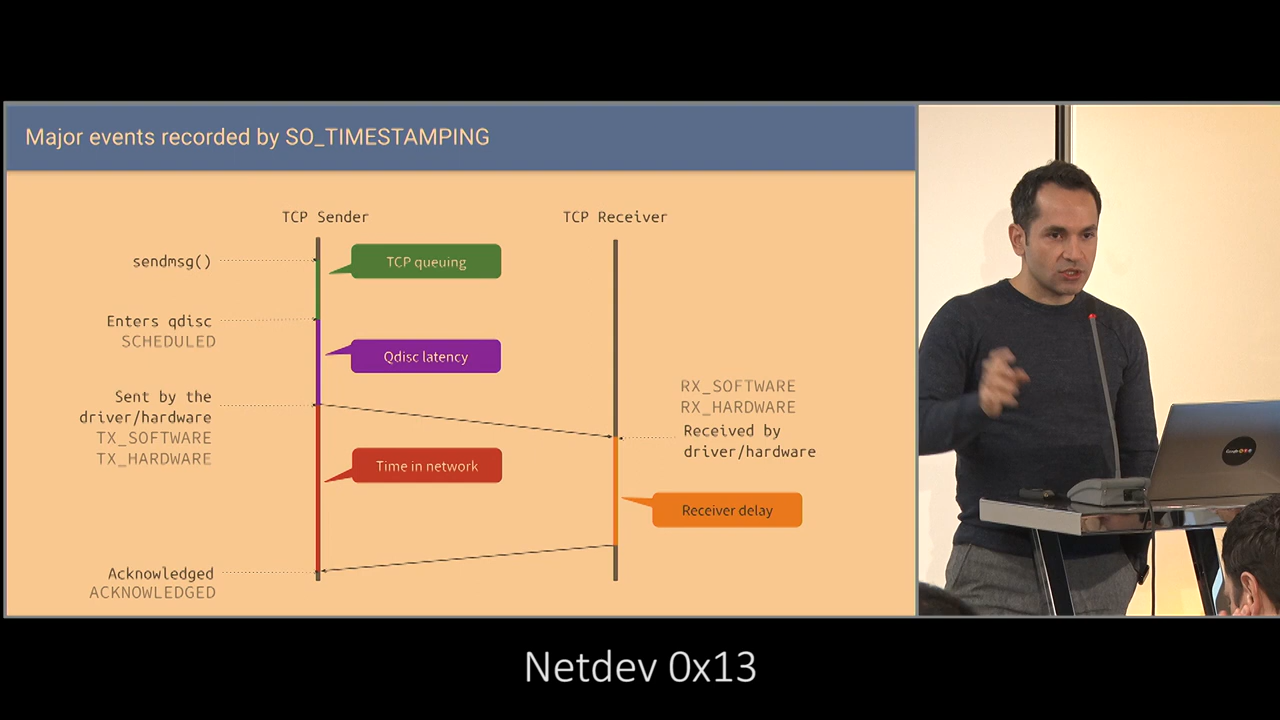 Major events recorded by SO_TIMESTAMPING
TCP Sender
TCP Receiver
sendmsg()
TCP queuing
Enters qdisc
SCHEDULED
Qdisc latency
Sent by the
driver/hardware
TX_SOFTWARE
TX_HARDWARE
RX_SOFTWARE
RX_HARDWARE
Received by
driver/hardware
Time in network
Receiver delay
Acknowledged
ACKNOWLEDGED
Netdev 0x13